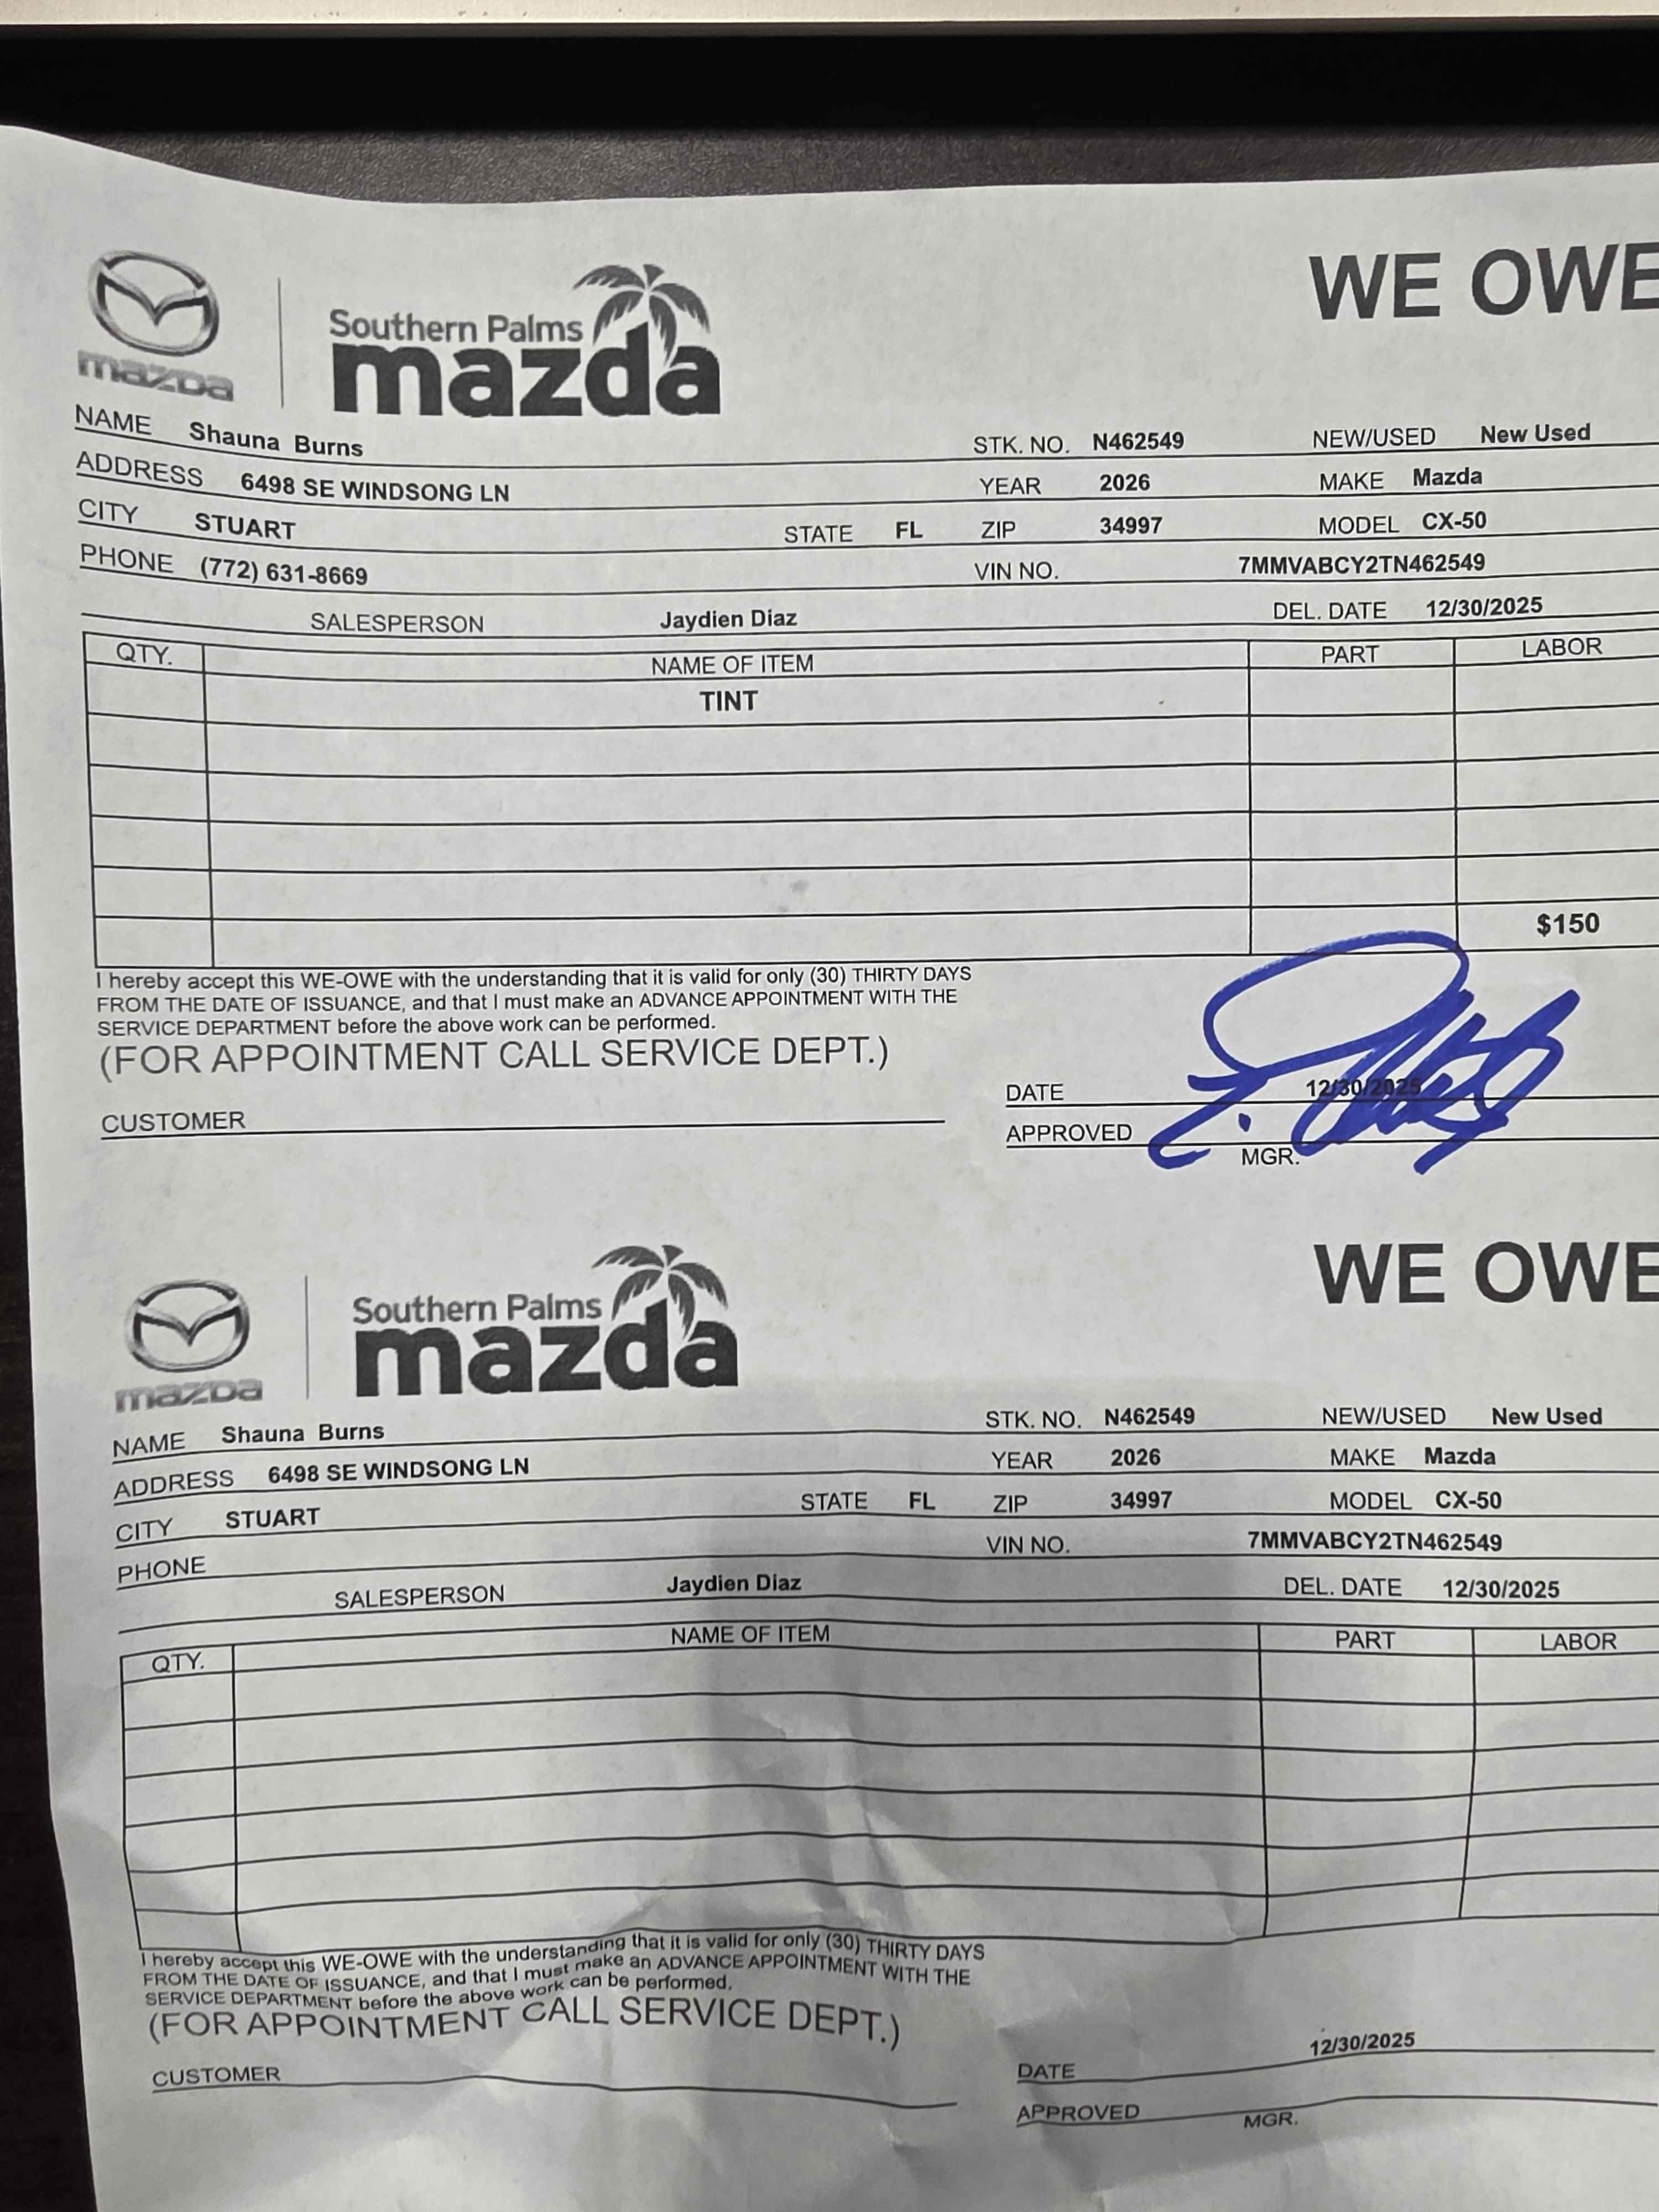 WE OWE
mazda
Southern Palms
mazda
NAME Shauna Burns STK. NO. N462549 NEW/USED New Used
ADDRESS 6498 SE WINDSONG LN YEAR 2026 MAKE Mazda
CITY STUART STATE FL ZIP 34997 MODEL CX-50
PHONE (772) 631-8669 VIN NO. 7MMVABCY2TN462549
SALESPERSON Jaydien Diaz DEL. DATE 12/30/2025
QTY. NAME OF ITEM PART LABOR
TINT
$150
I hereby accept this WE-OWE with the understanding that it is valid for only (30) THIRTY DAYS
FROM THE DATE OF ISSUANCE, and that I must make an ADVANCE APPOINTMENT WITH THE
SERVICE DEPARTMENT before the above work can be performed.
(FOR APPOINTMENT CALL SERVICE DEPT.)
DATE 12/30/2025
CUSTOMER APPROVED
MGR.
WE OWE
mazda
Southern Palms
mazda
NAME Shauna Burns STK. NO. N462549 NEW/USED New Used
ADDRESS 6498 SE WINDSONG LN YEAR 2026 MAKE Mazda
CITY STUART STATE FL ZIP 34997 MODEL CX-50
PHONE VIN NO. 7MMVABCY2TN462549
SALESPERSON Jaydien Diaz DEL. DATE 12/30/2025
QTY. NAME OF ITEM PART LABOR
I hereby accept this WE-OWE with the understanding that it is valid for only (30) THIRTY DAYS
FROM THE DATE OF ISSUANCE, and that I must make an ADVANCE APPOINTMENT WITH THE
SERVICE DEPARTMENT before the above work can be performed.
(FOR APPOINTMENT CALL SERVICE DEPT.)
DATE 12/30/2025
CUSTOMER APPROVED
MGR.